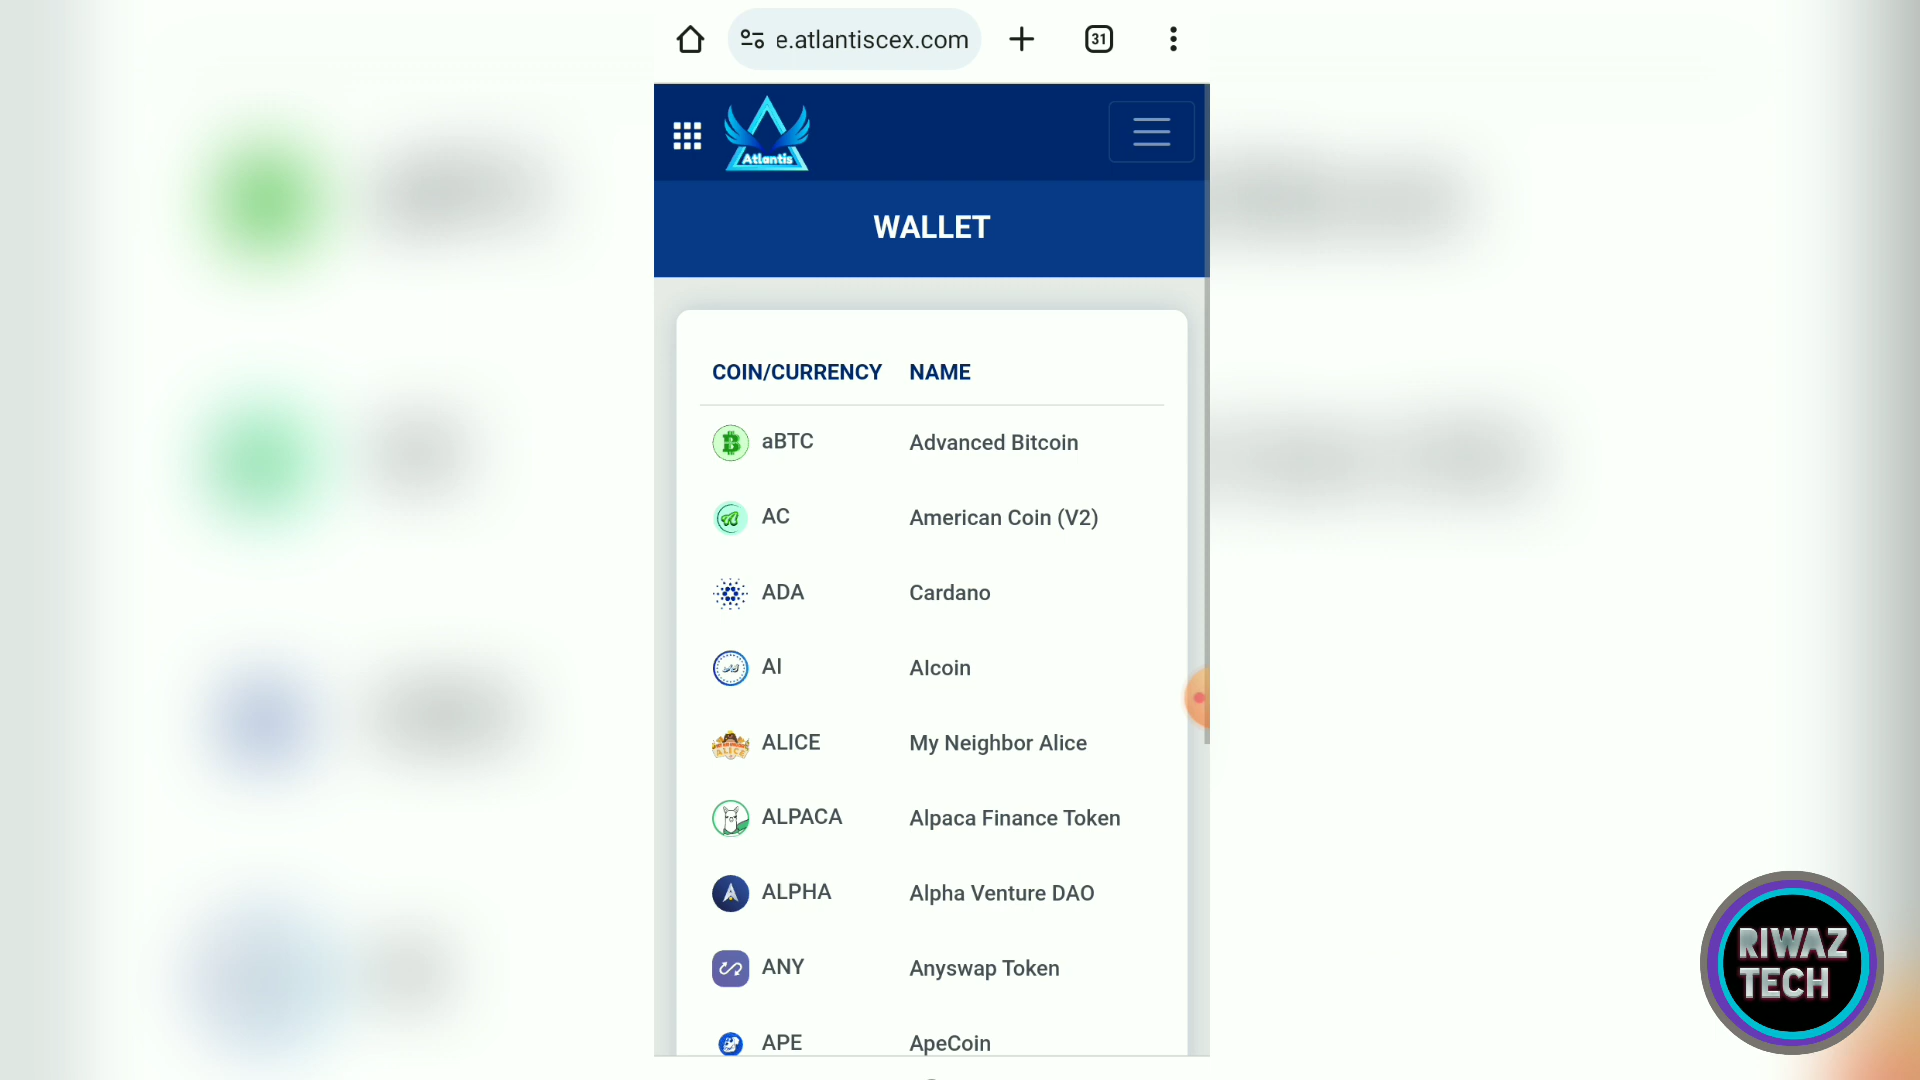 e.atlantiscex.com
31
Atlantis
WALLET
COIN/CURRENCY NAME
aBTC Advanced Bitcoin
AC American Coin (V2)
ADA Cardano
AI AIcoin
ALICE My Neighbor Alice
ALPACA Alpaca Finance Token
ALPHA Alpha Venture DAO
ANY Anyswap Token
APE ApeCoin
RIWAZ
TECH